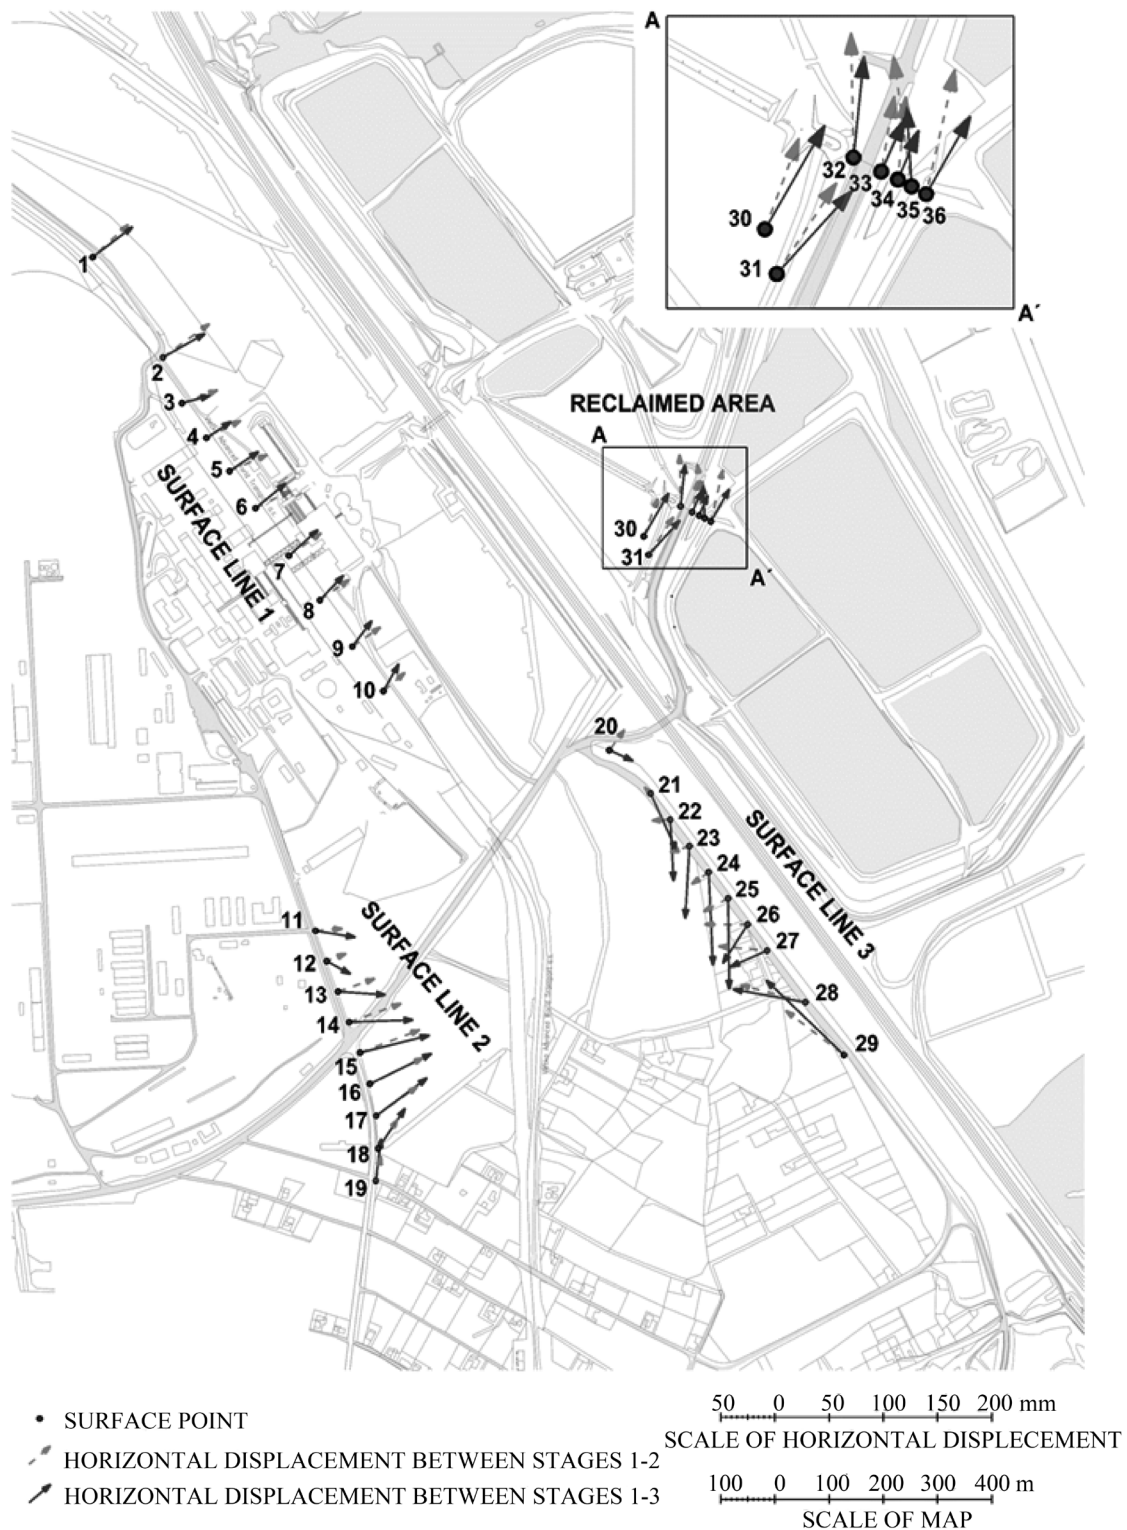 A
32
33
34
35
36
30
31
A´
1
2
3
4
5
6
7
8
9
10
SURFACE LINE 1
RECLAIMED AREA
A
30
31
A´
20
21
22
23
24
25
26
27
28
29
SURFACE LINE 3
11
12
13
14
15
16
17
18
19
SURFACE LINE 2
SURFACE POINT
HORIZONTAL DISPLACEMENT BETWEEN STAGES 1-2
HORIZONTAL DISPLACEMENT BETWEEN STAGES 1-3
50 0 50 100 150 200 mm
SCALE OF HORIZONTAL DISPLECEMENT
100 0 100 200 300 400 m
SCALE OF MAP